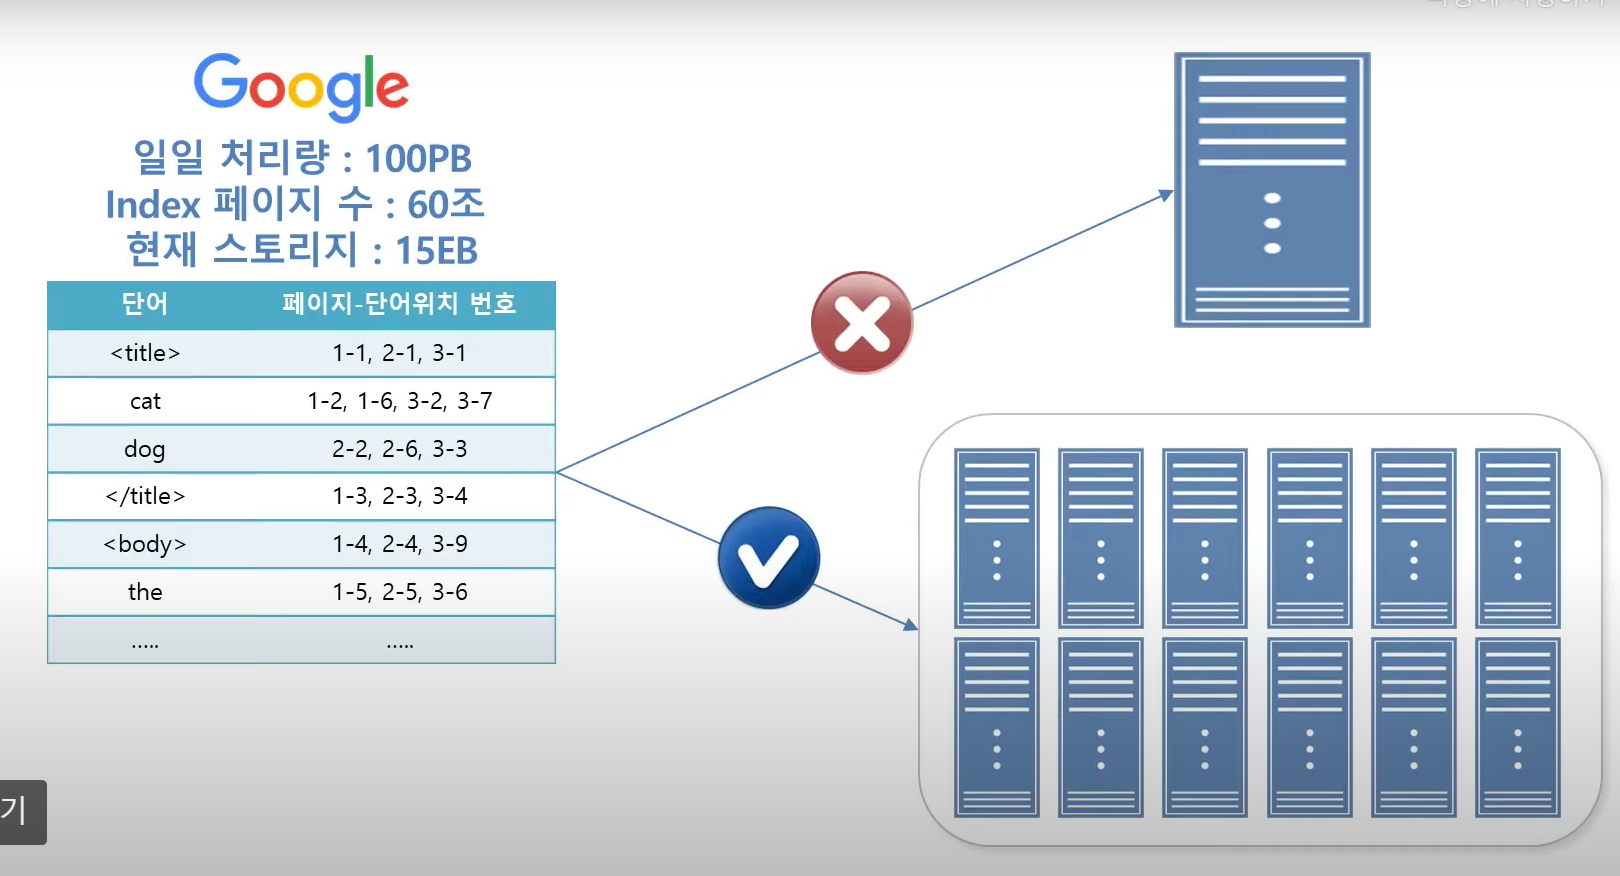 Google
일일 처리량 : 100PB
Index 페이지 수 : 60조
현재 스토리지 : 15EB
단어 페이지-단어위치 번호
<title> 1-1, 2-1, 3-1
cat 1-2, 1-6, 3-2, 3-7
dog 2-2, 2-6, 3-3
</title> 1-3, 2-3, 3-4
<body> 1-4, 2-4, 3-9
the 1-5, 2-5, 3-6
..... .....
기